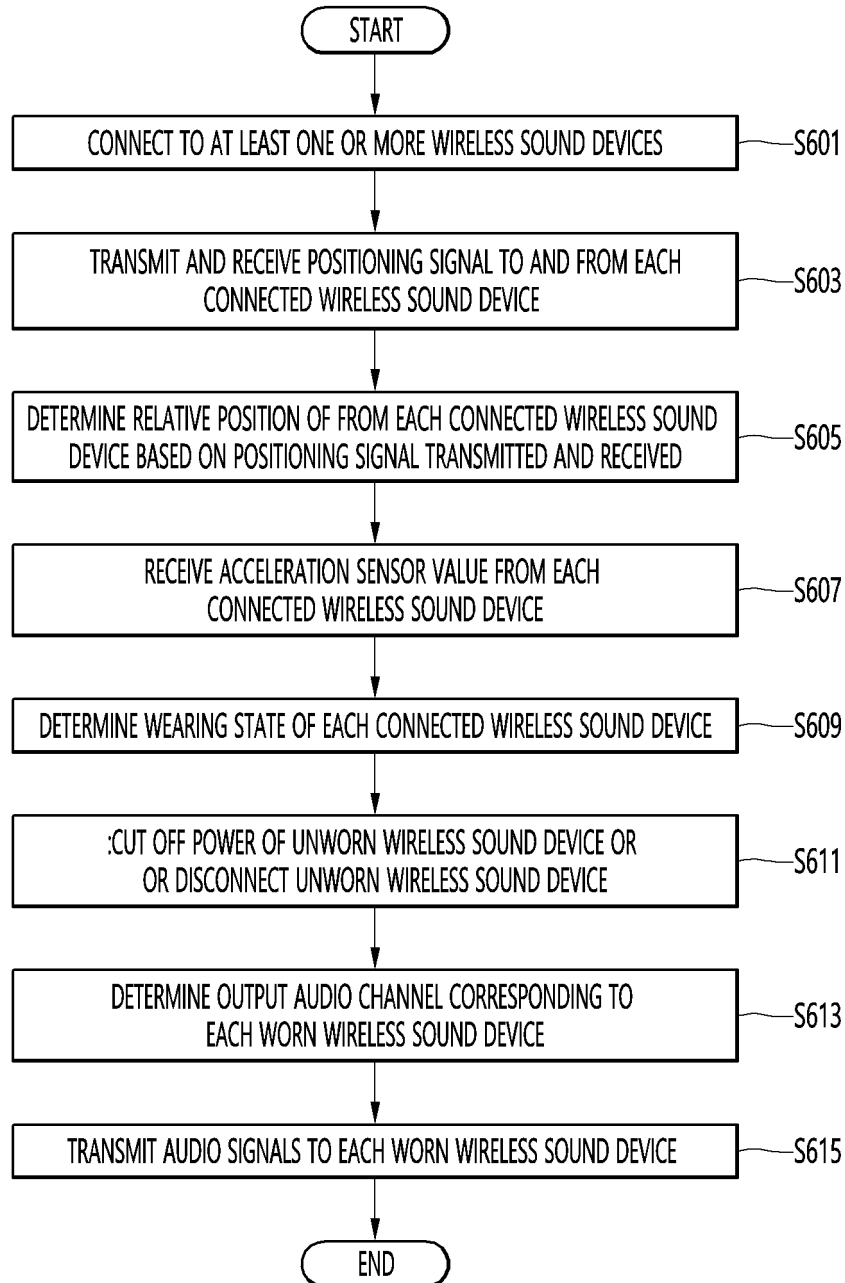 START
CONNECT TO AT LEAST ONE OR MORE WIRELESS SOUND DEVICES
S601
TRANSMIT AND RECEIVE POSITIONING SIGNAL TO AND FROM EACH
CONNECTED WIRELESS SOUND DEVICE
S603
DETERMINE RELATIVE POSITION OF FROM EACH CONNECTED WIRELESS SOUND
DEVICE BASED ON POSITIONING SIGNAL TRANSMITTED AND RECEIVED
S605
RECEIVE ACCELERATION SENSOR VALUE FROM EACH
CONNECTED WIRELESS SOUND DEVICE
S607
DETERMINE WEARING STATE OF EACH CONNECTED WIRELESS SOUND DEVICE
S609
:CUT OFF POWER OF UNWORN WIRELESS SOUND DEVICE OR
OR DISCONNECT UNWORN WIRELESS SOUND DEVICE
S611
DETERMINE OUTPUT AUDIO CHANNEL CORRESPONDING TO
EACH WORN WIRELESS SOUND DEVICE
S613
TRANSMIT AUDIO SIGNALS TO EACH WORN WIRELESS SOUND DEVICE
S615
END